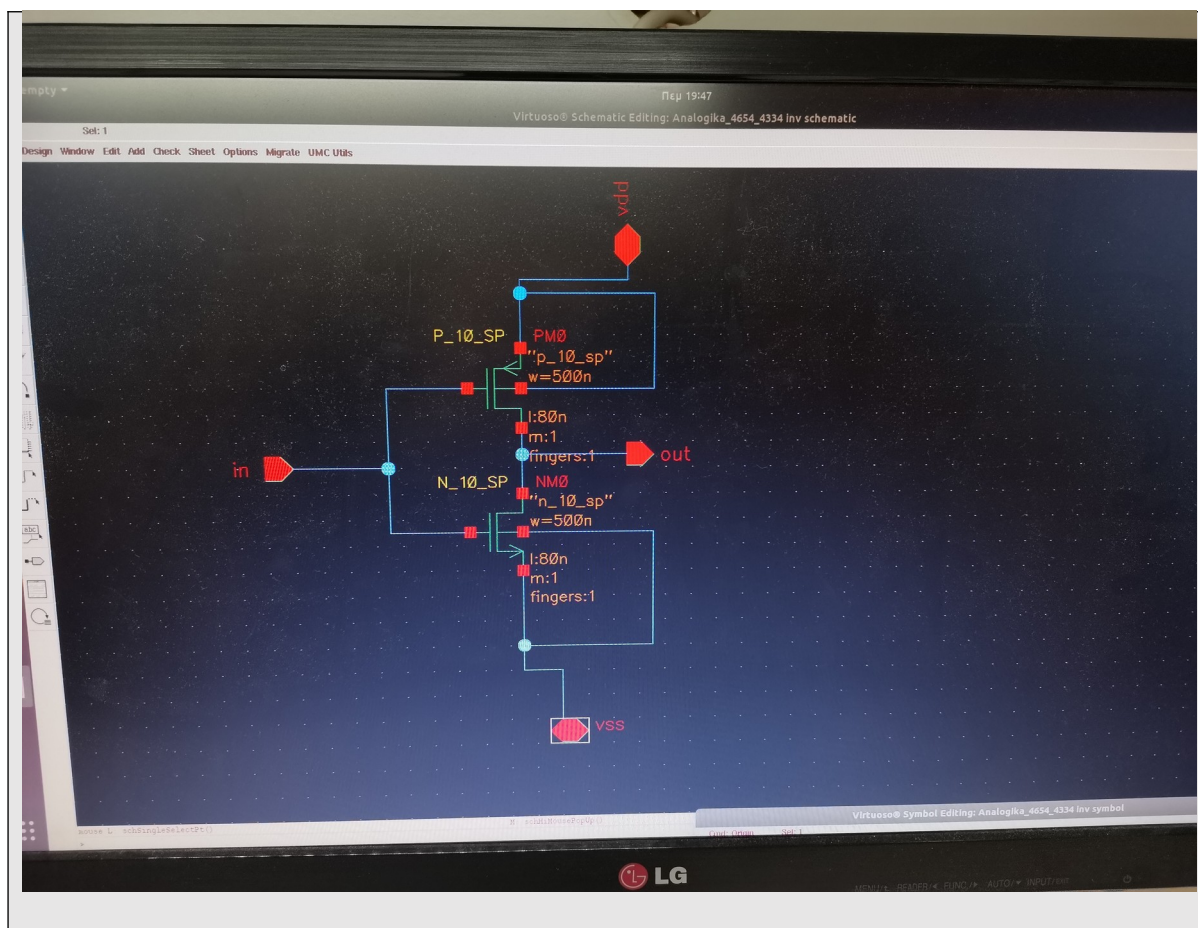 empty
Πεμ 19:47
Virtuoso® Schematic Editing: Analogika_4654_4334 inv schematic
Sel: 1
Design Window Edit Add Check Sheet Options Migrate UMC Utils
vdd
P_10_SP PM0
"p_10_sp"
w=500n
l:80n
m:1
fingers:1
in
out
N_10_SP NM0
"n_10_sp"
w=500n
l:80n
m:1
fingers:1
vss
abc
mouse L: schSingleSelectPt()
Virtuoso® Symbol Editing: Analogika_4654_4334 inv symbol
Sel: 1
LG